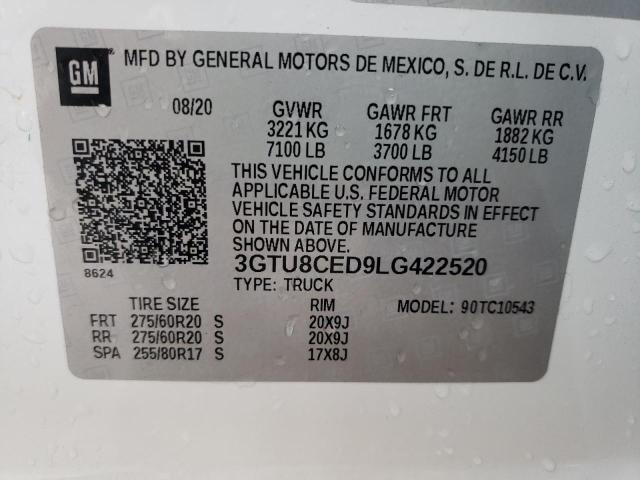 GM
MFD BY GENERAL MOTORS DE MEXICO, S. DE R.L. DE C.V.
08/20 GVWR GAWR FRT GAWR RR
3221 KG 1678 KG 1882 KG
7100 LB 3700 LB 4150 LB
THIS VEHICLE CONFORMS TO ALL
APPLICABLE U.S. FEDERAL MOTOR
VEHICLE SAFETY STANDARDS IN EFFECT
ON THE DATE OF MANUFACTURE
SHOWN ABOVE.
8624
3GTU8CED9LG422520
TYPE: TRUCK
TIRE SIZE RIM MODEL: 90TC10543
FRT 275/60R20 S 20X9J
RR 275/60R20 S 20X9J
SPA 255/80R17 S 17X8J